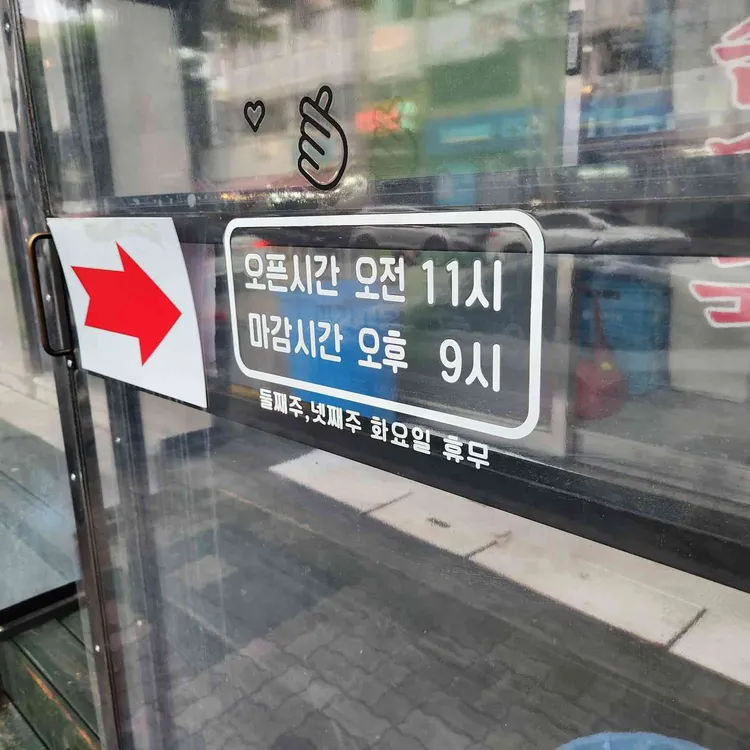 오픈시간 오전 11시
마감시간 오후 9시
둘째주,넷째주 화요일 휴무